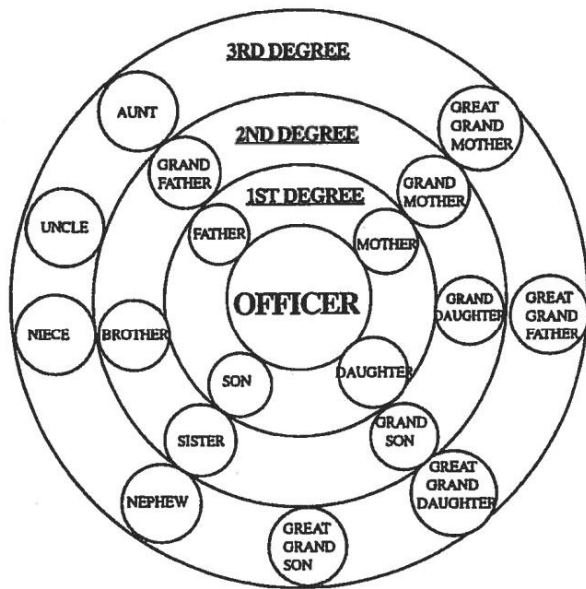 3RD DEGREE
AUNT
GREAT
GRAND
MOTHER
2ND DEGREE
GRAND
FATHER
GRAND
MOTHER
1ST DEGREE
UNCLE
FATHER
MOTHER
OFFICER
GRAND
DAUGHTER
GREAT
GRAND
FATHER
NIECE
BROTHER
SON
DAUGHTER
SISTER
GRAND
SON
GREAT
GRAND
DAUGHTER
NEPHEW
GREAT
GRAND
SON